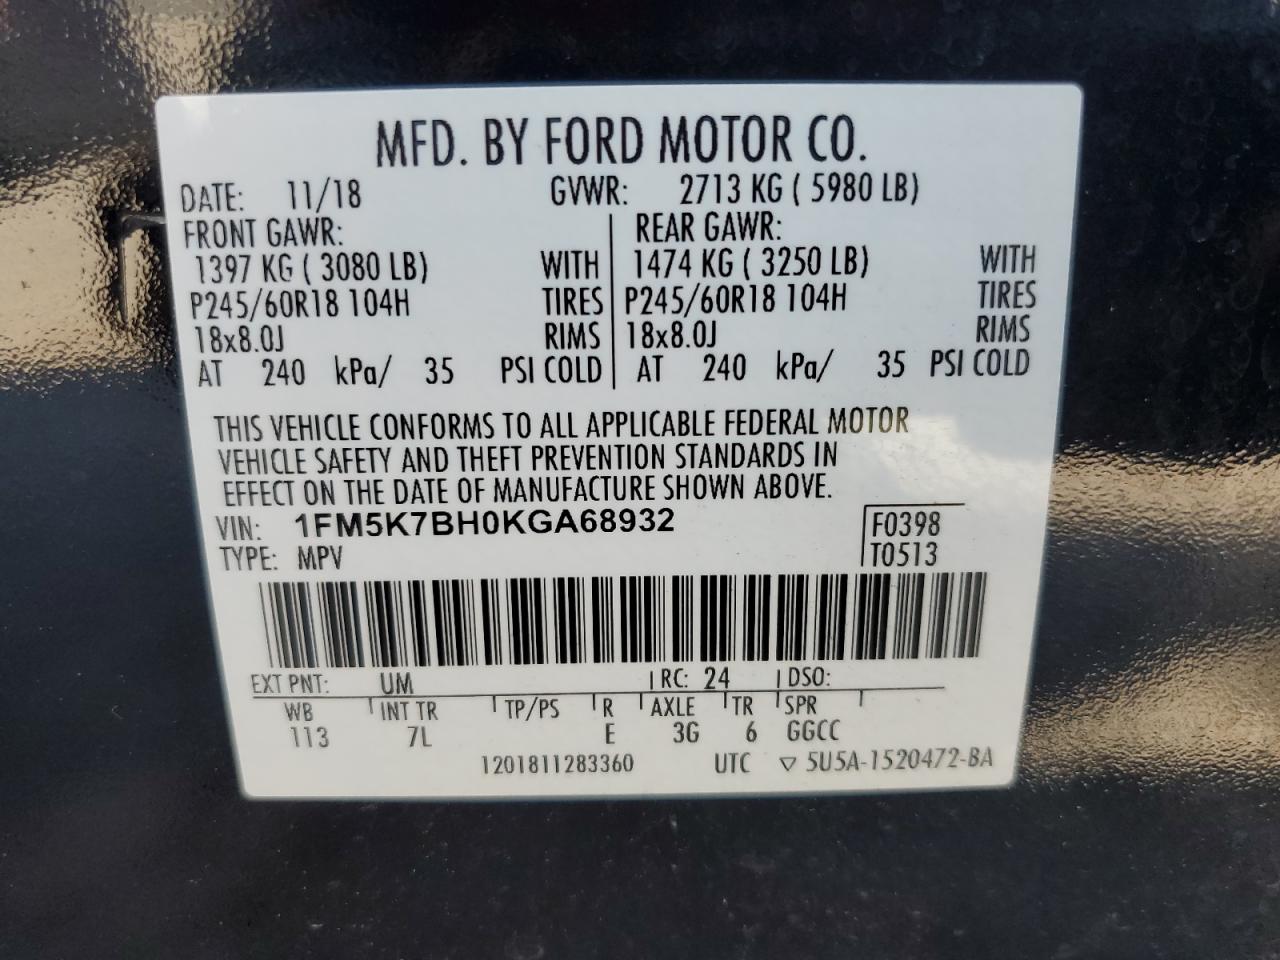 MFD. BY FORD MOTOR CO.
DATE: 11/18 GVWR: 2713 KG ( 5980 LB)
FRONT GAWR: REAR GAWR:
1397 KG ( 3080 LB) WITH 1474 KG ( 3250 LB) WITH
P245/60R18 104H TIRES P245/60R18 104H TIRES
18x8.0J RIMS 18x8.0J RIMS
AT 240 kPa/ 35 PSI COLD AT 240 kPa/ 35 PSI COLD
THIS VEHICLE CONFORMS TO ALL APPLICABLE FEDERAL MOTOR
VEHICLE SAFETY AND THEFT PREVENTION STANDARDS IN
EFFECT ON THE DATE OF MANUFACTURE SHOWN ABOVE.
VIN: 1FM5K7BH0KGA68932 F0398
TYPE: MPV T0513
EXT PNT: UM RC: 24 DSO:
WB INT TR TP/PS R AXLE TR SPR
113 7L E 3G 6 GGCC
1201811283360 UTC ▽ 5U5A-1520472-BA